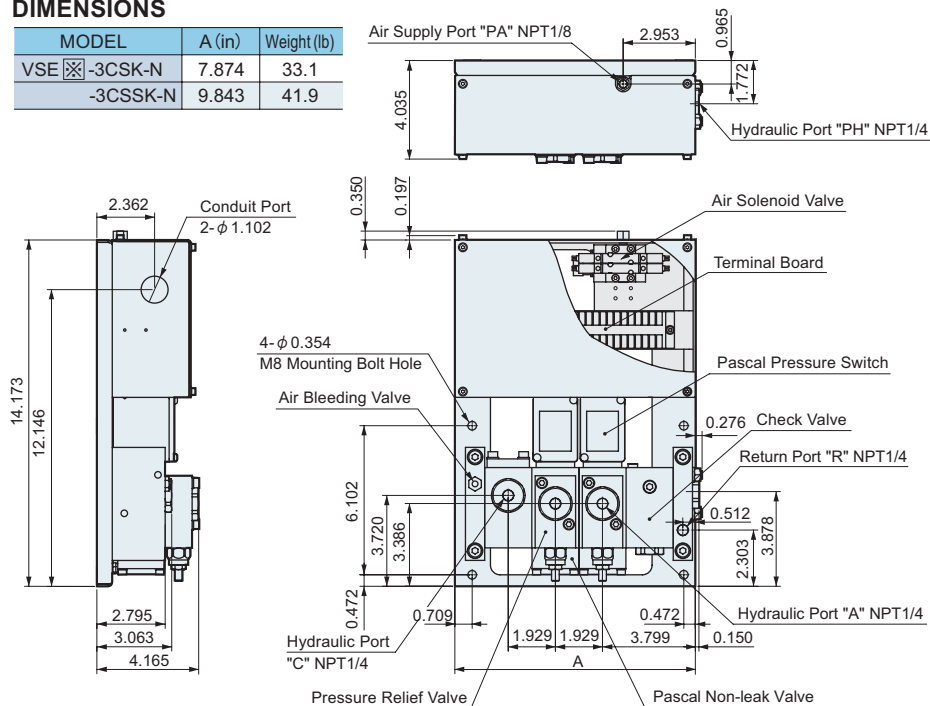 DIMENSIONS
MODEL A (in) Weight (lb)
VSE ※ -3CSK-N 7.874 33.1
-3CSSK-N 9.843 41.9
Air Supply Port "PA" NPT1/8
2.953
0.965
1.772
4.035
Hydraulic Port "PH" NPT1/4
2.362
Conduit Port
2-φ 1.102
0.350
0.197
Air Solenoid Valve
Terminal Board
4-φ 0.354
M8 Mounting Bolt Hole
Pascal Pressure Switch
Air Bleeding Valve
0.276
Check Valve
Return Port "R" NPT1/4
14.173
12.146
6.102
3.720
3.386
0.512
3.878
2.303
0.472
0.709
2.795
3.063
4.165
Hydraulic Port
"C" NPT1/4
1.929
1.929
3.799
0.472
0.150
Hydraulic Port "A" NPT1/4
A
Pressure Relief Valve
Pascal Non-leak Valve